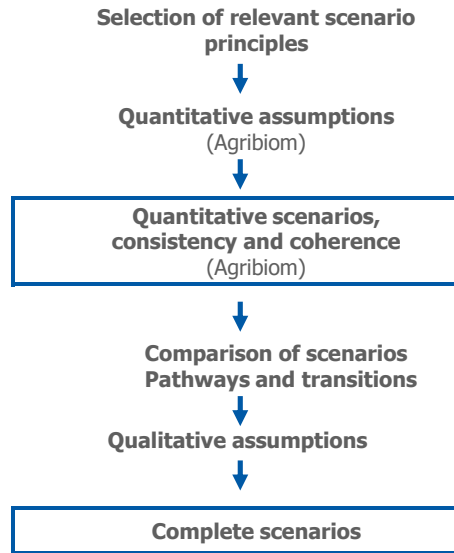 Selection of relevant scenario
principles
Quantitative assumptions
(Agribiom)
Quantitative scenarios,
consistency and coherence
(Agribiom)
Comparison of scenarios
Pathways and transitions
Qualitative assumptions
Complete scenarios